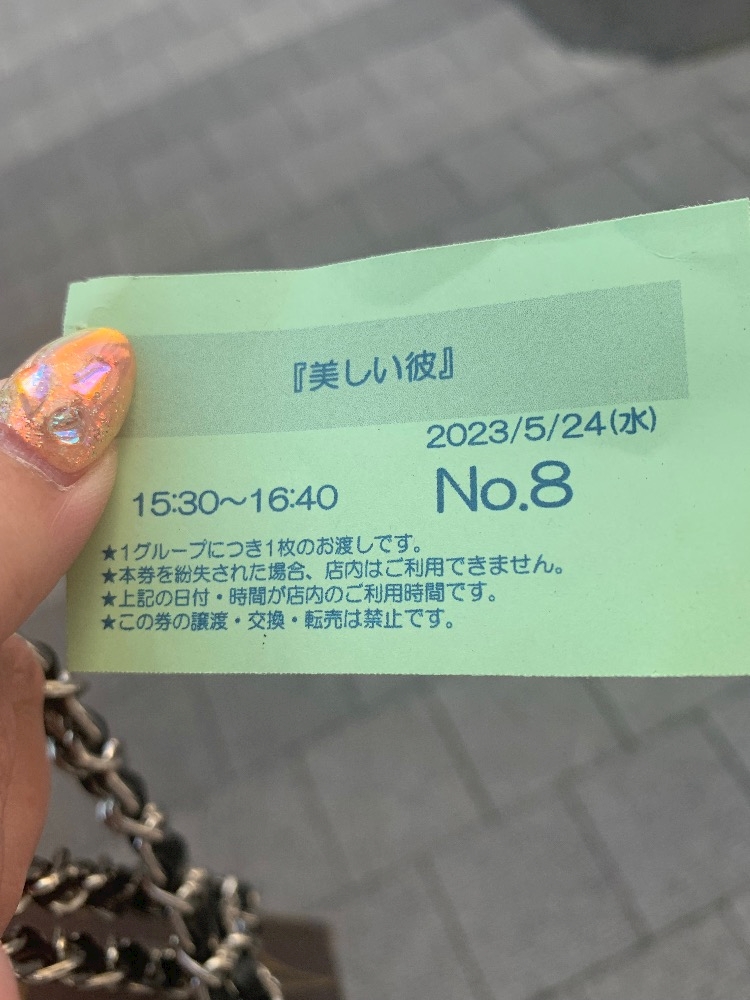 『美しい彼』
2023/5/24(水)
15:30～16:40 No.8
★1グループにつき1枚のお渡しです。
★本券を紛失された場合、店内はご利用できません。
★上記の日付・時間が店内のご利用時間です。
★この券の譲渡・交換・転売は禁止です。